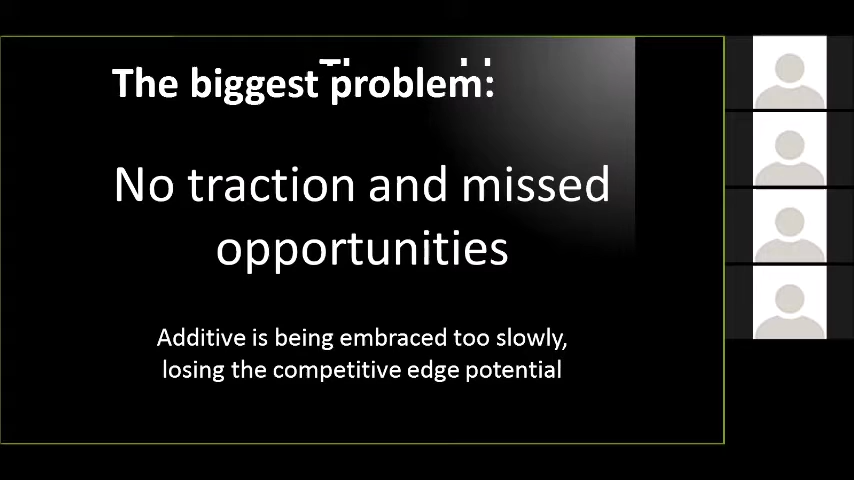 The biggest problem:
No traction and missed
opportunities
Additive is being embraced too slowly,
losing the competitive edge potential